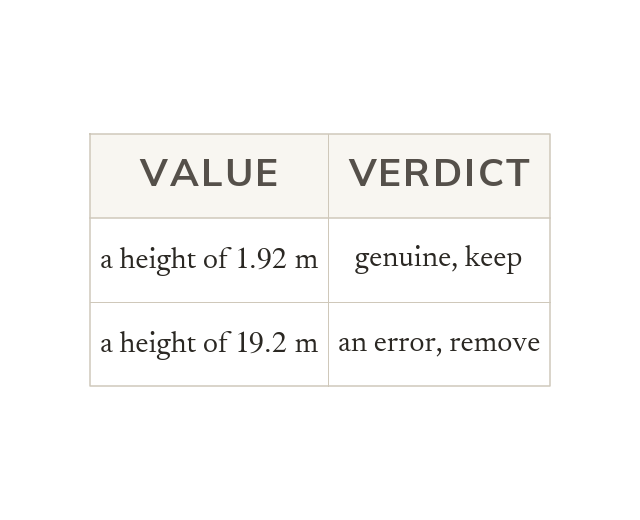 VALUE VERDICT
a height of 1.92 m genuine, keep
a height of 19.2 m an error, remove